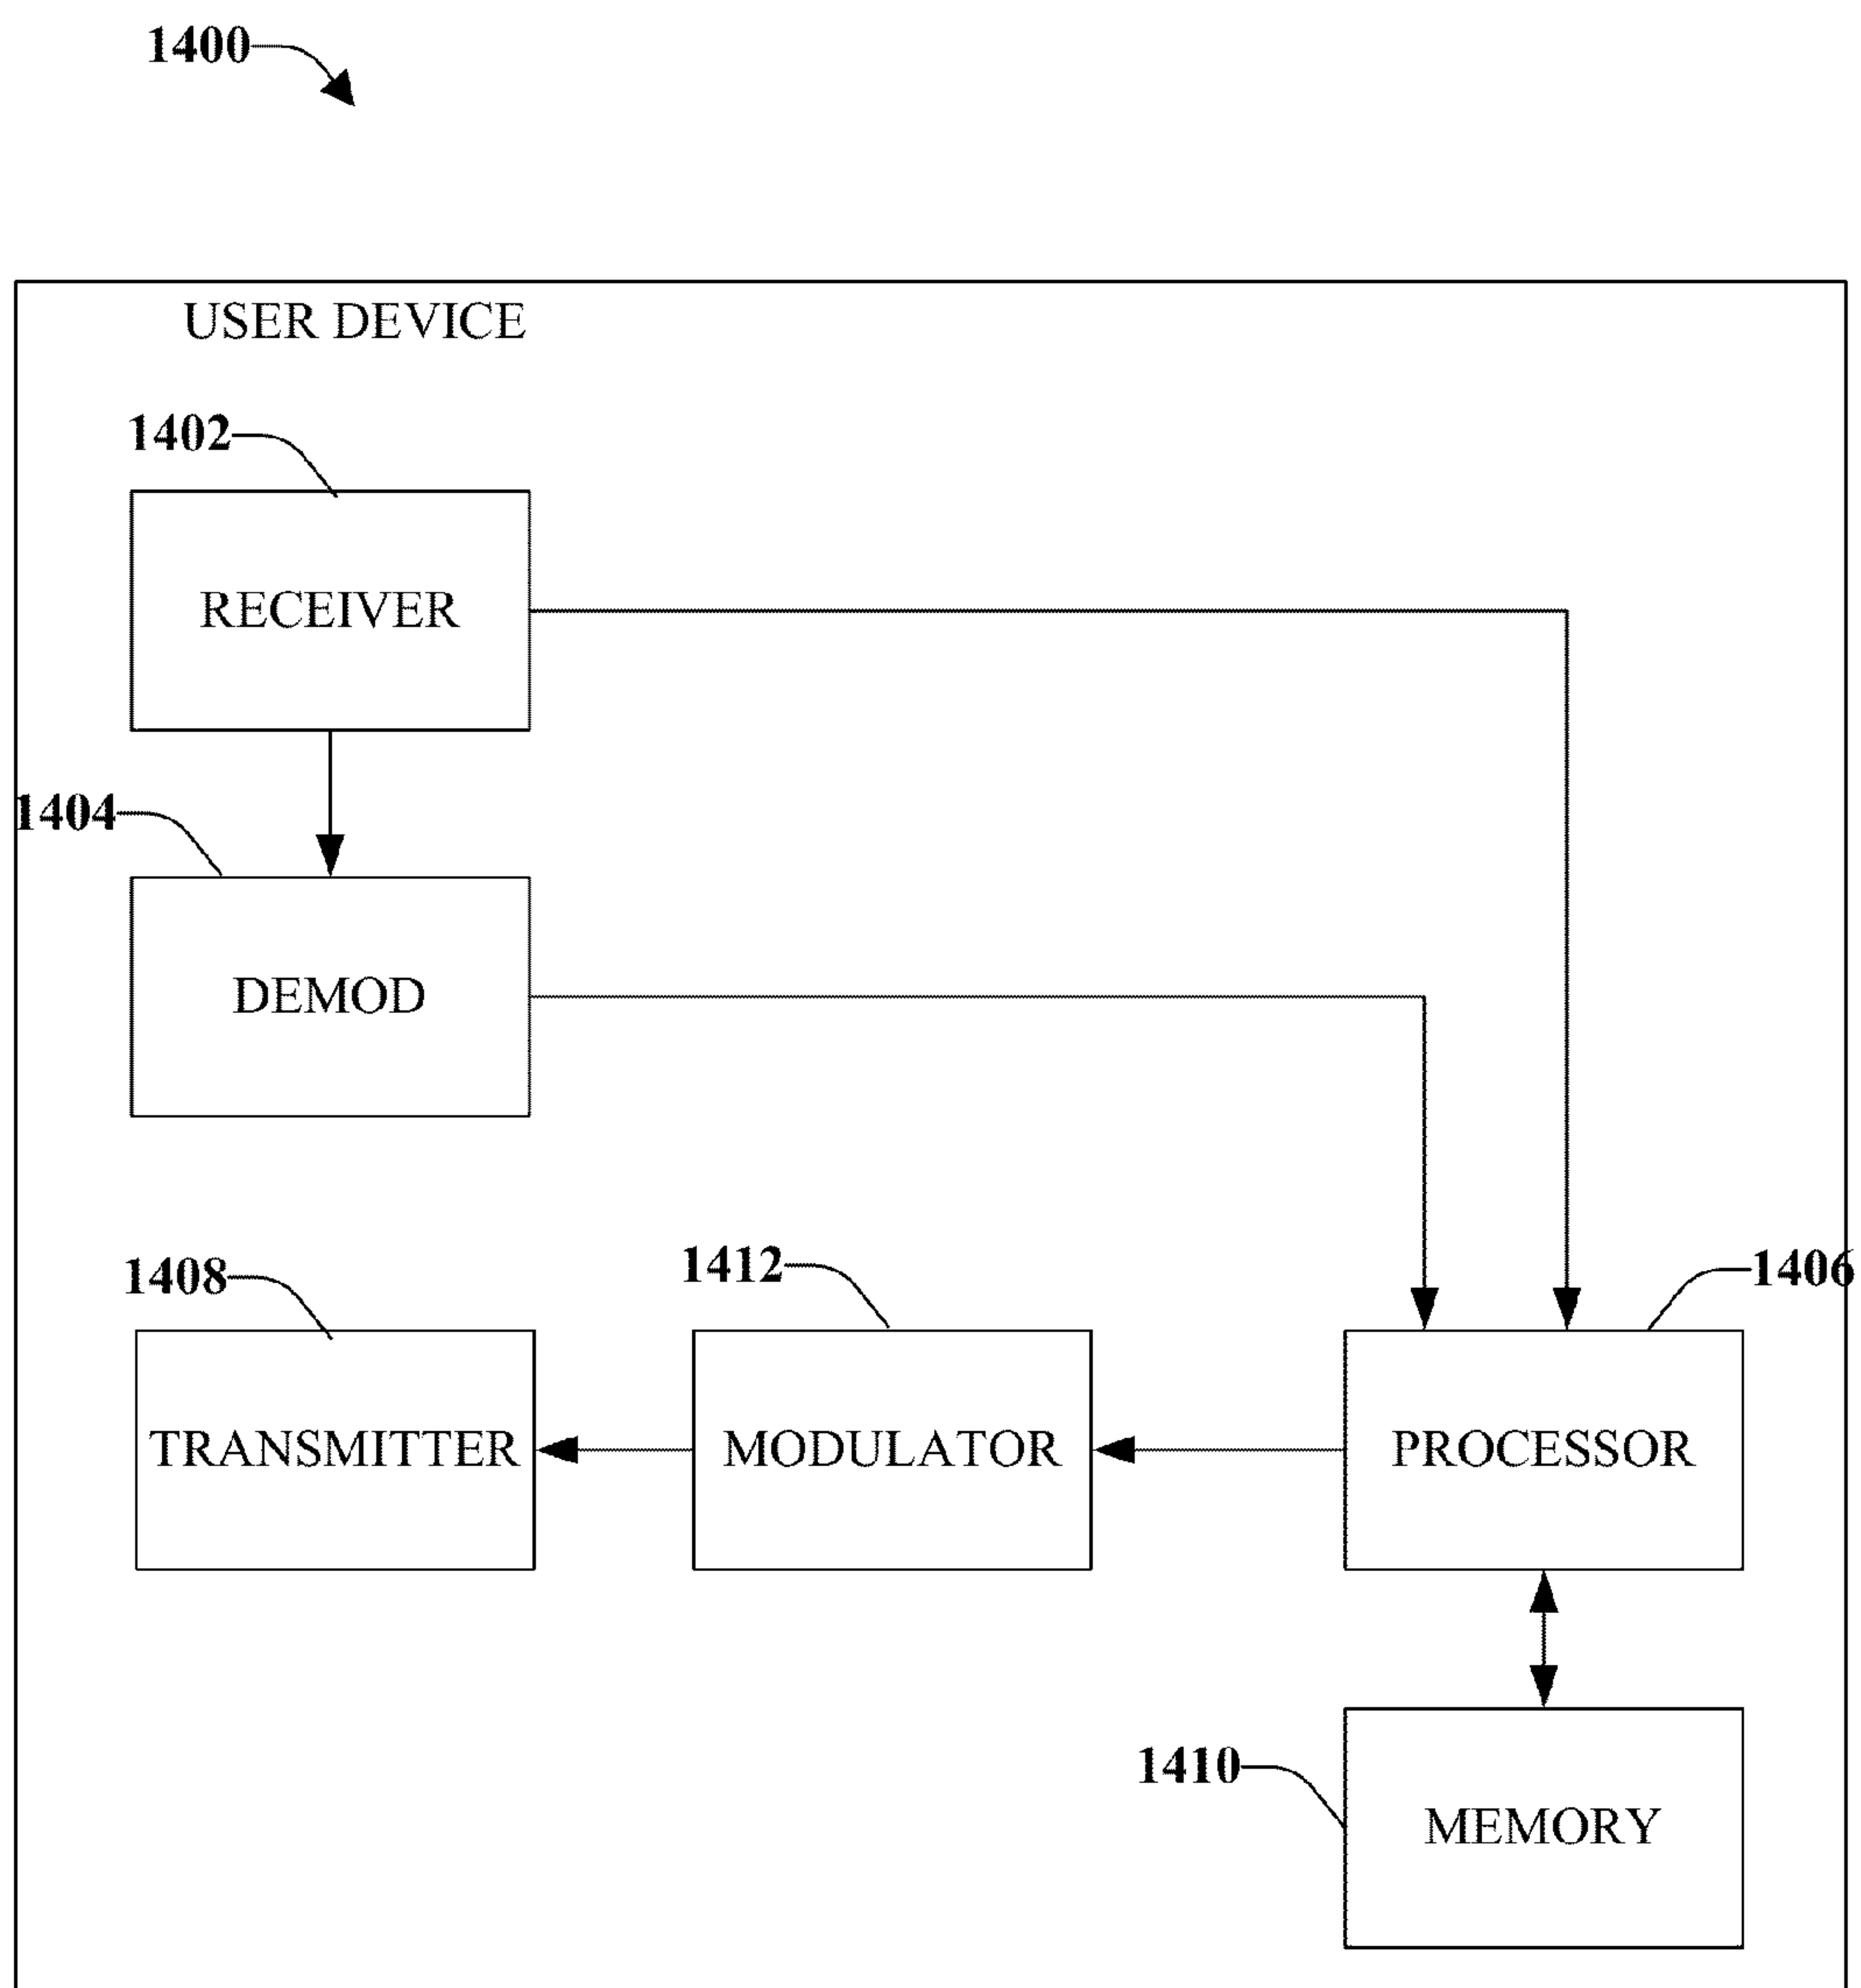 1400
USER DEVICE
1402
RECEIVER
1404
DEMOD
1408
1412
1406
TRANSMITTER
MODULATOR
PROCESSOR
1410
MEMORY